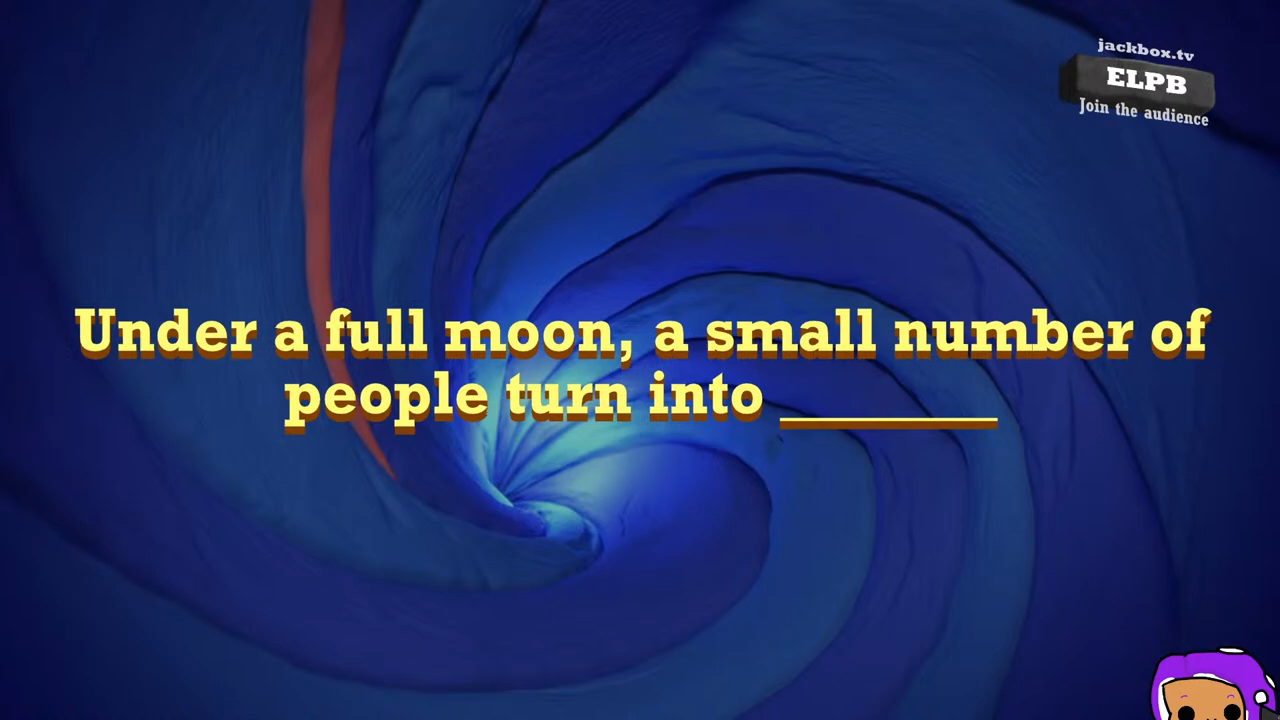 jackbox.tv
ELPB
Join the audience
Under a full moon, a small number of
people turn into ________